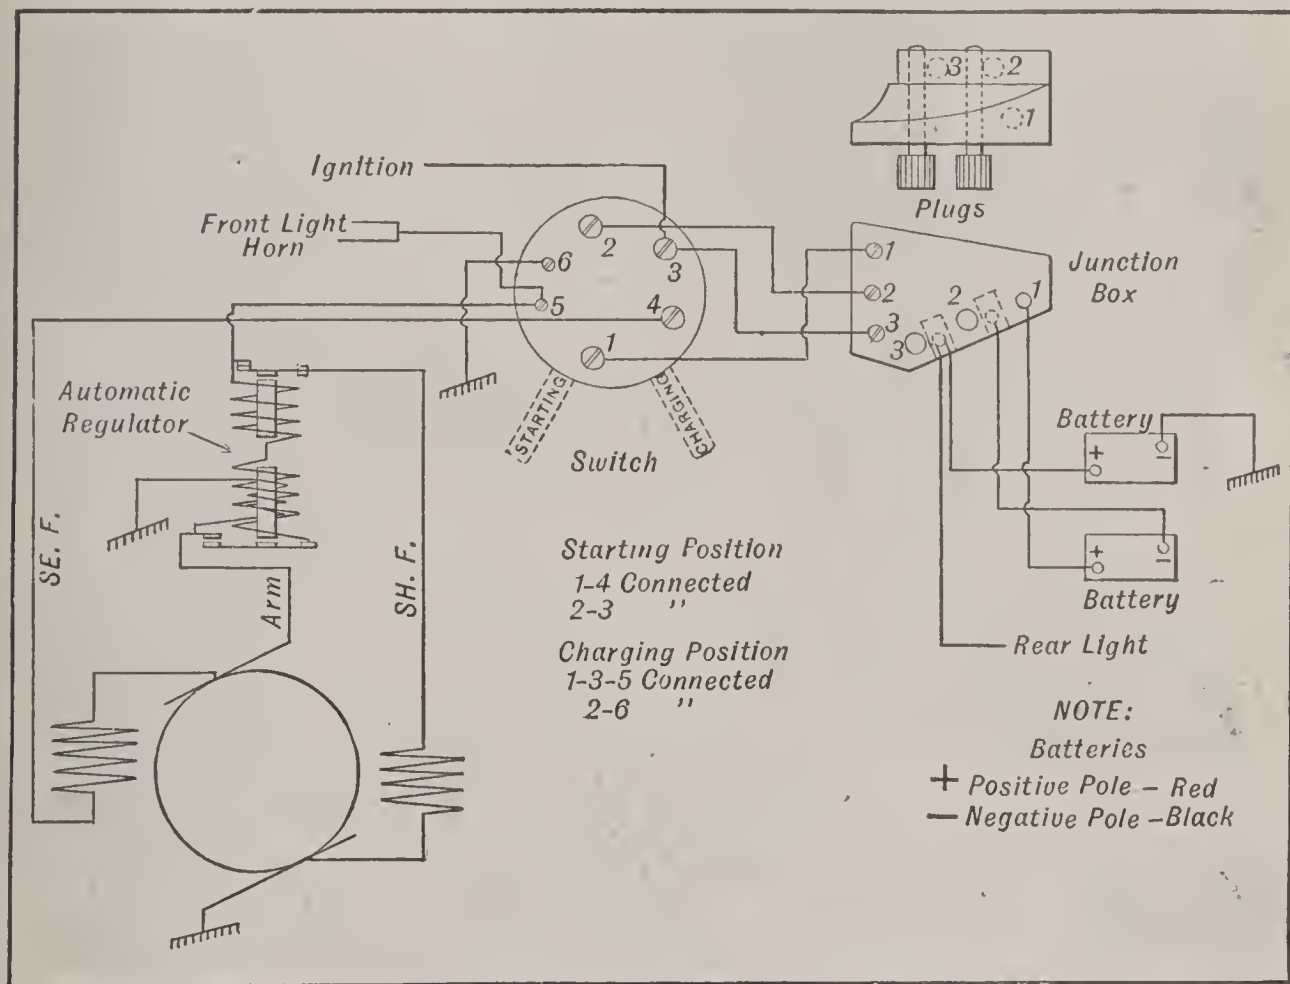 3 2
1
Plugs
Ignition
Front Light
Horn
2
6
3
5
4
1
STARTING
CHARGING
Switch
1
2
3
3
2
1
Junction
Box
Automatic
Regulator
SE. F.
Arm
SH. F.
Battery
+ −
Battery
+ −
Rear Light
Starting Position
1-4 Connected
2-3 "
Charging Position
1-3-5 Connected
2-6 "
NOTE:
Batteries
+ Positive Pole – Red
— Negative Pole – Black